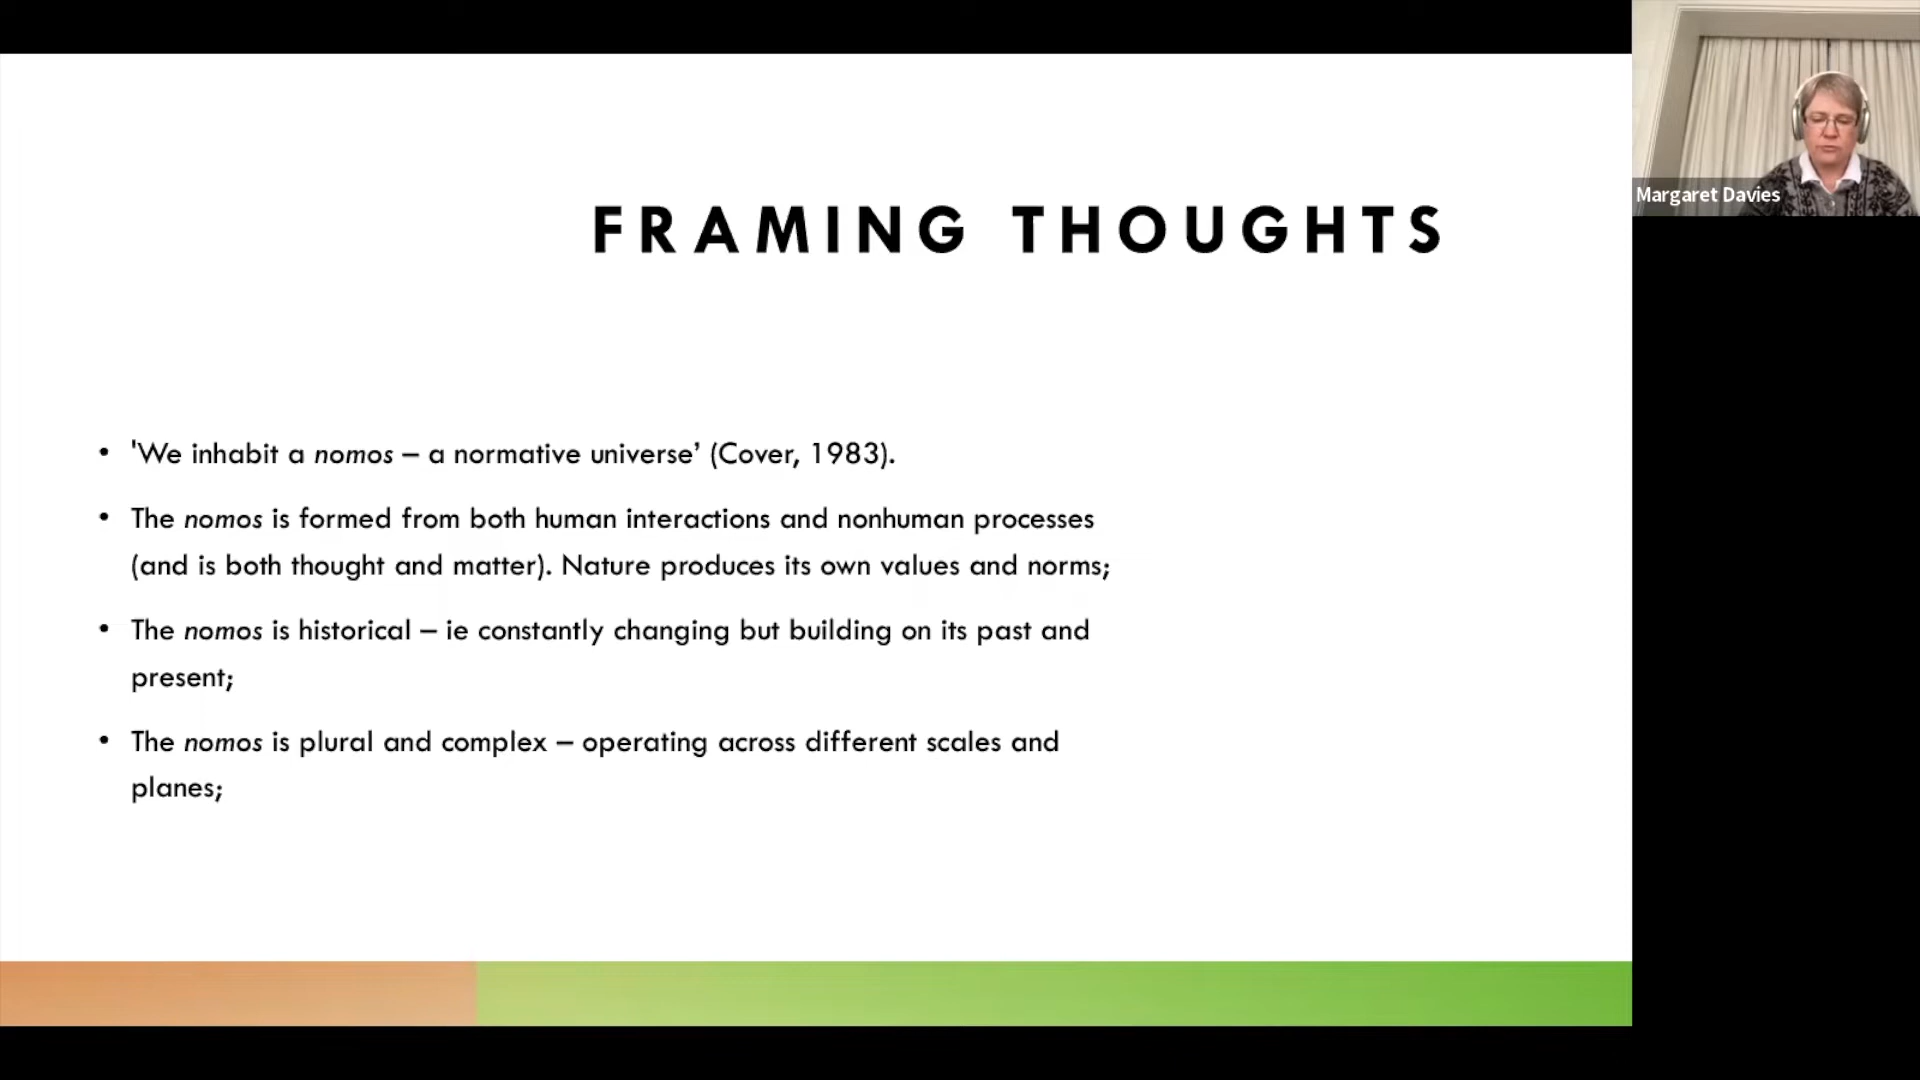 FRAMING THOUGHTS
• 'We inhabit a nomos – a normative universe’ (Cover, 1983).
• The nomos is formed from both human interactions and nonhuman processes
(and is both thought and matter). Nature produces its own values and norms;
• The nomos is historical – ie constantly changing but building on its past and
present;
• The nomos is plural and complex – operating across different scales and
planes;
Margaret Davies